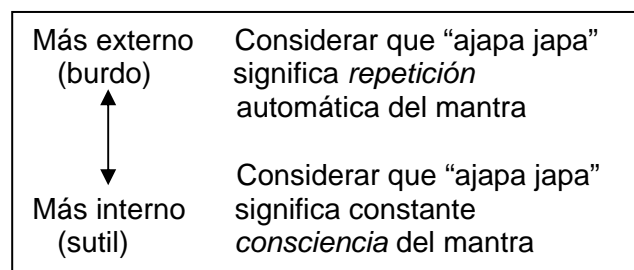 Más externo Considerar que “ajapa japa”
(burdo) significa repetición
automática del mantra
Considerar que “ajapa japa”
Más interno significa constante
(sutil) consciencia del mantra